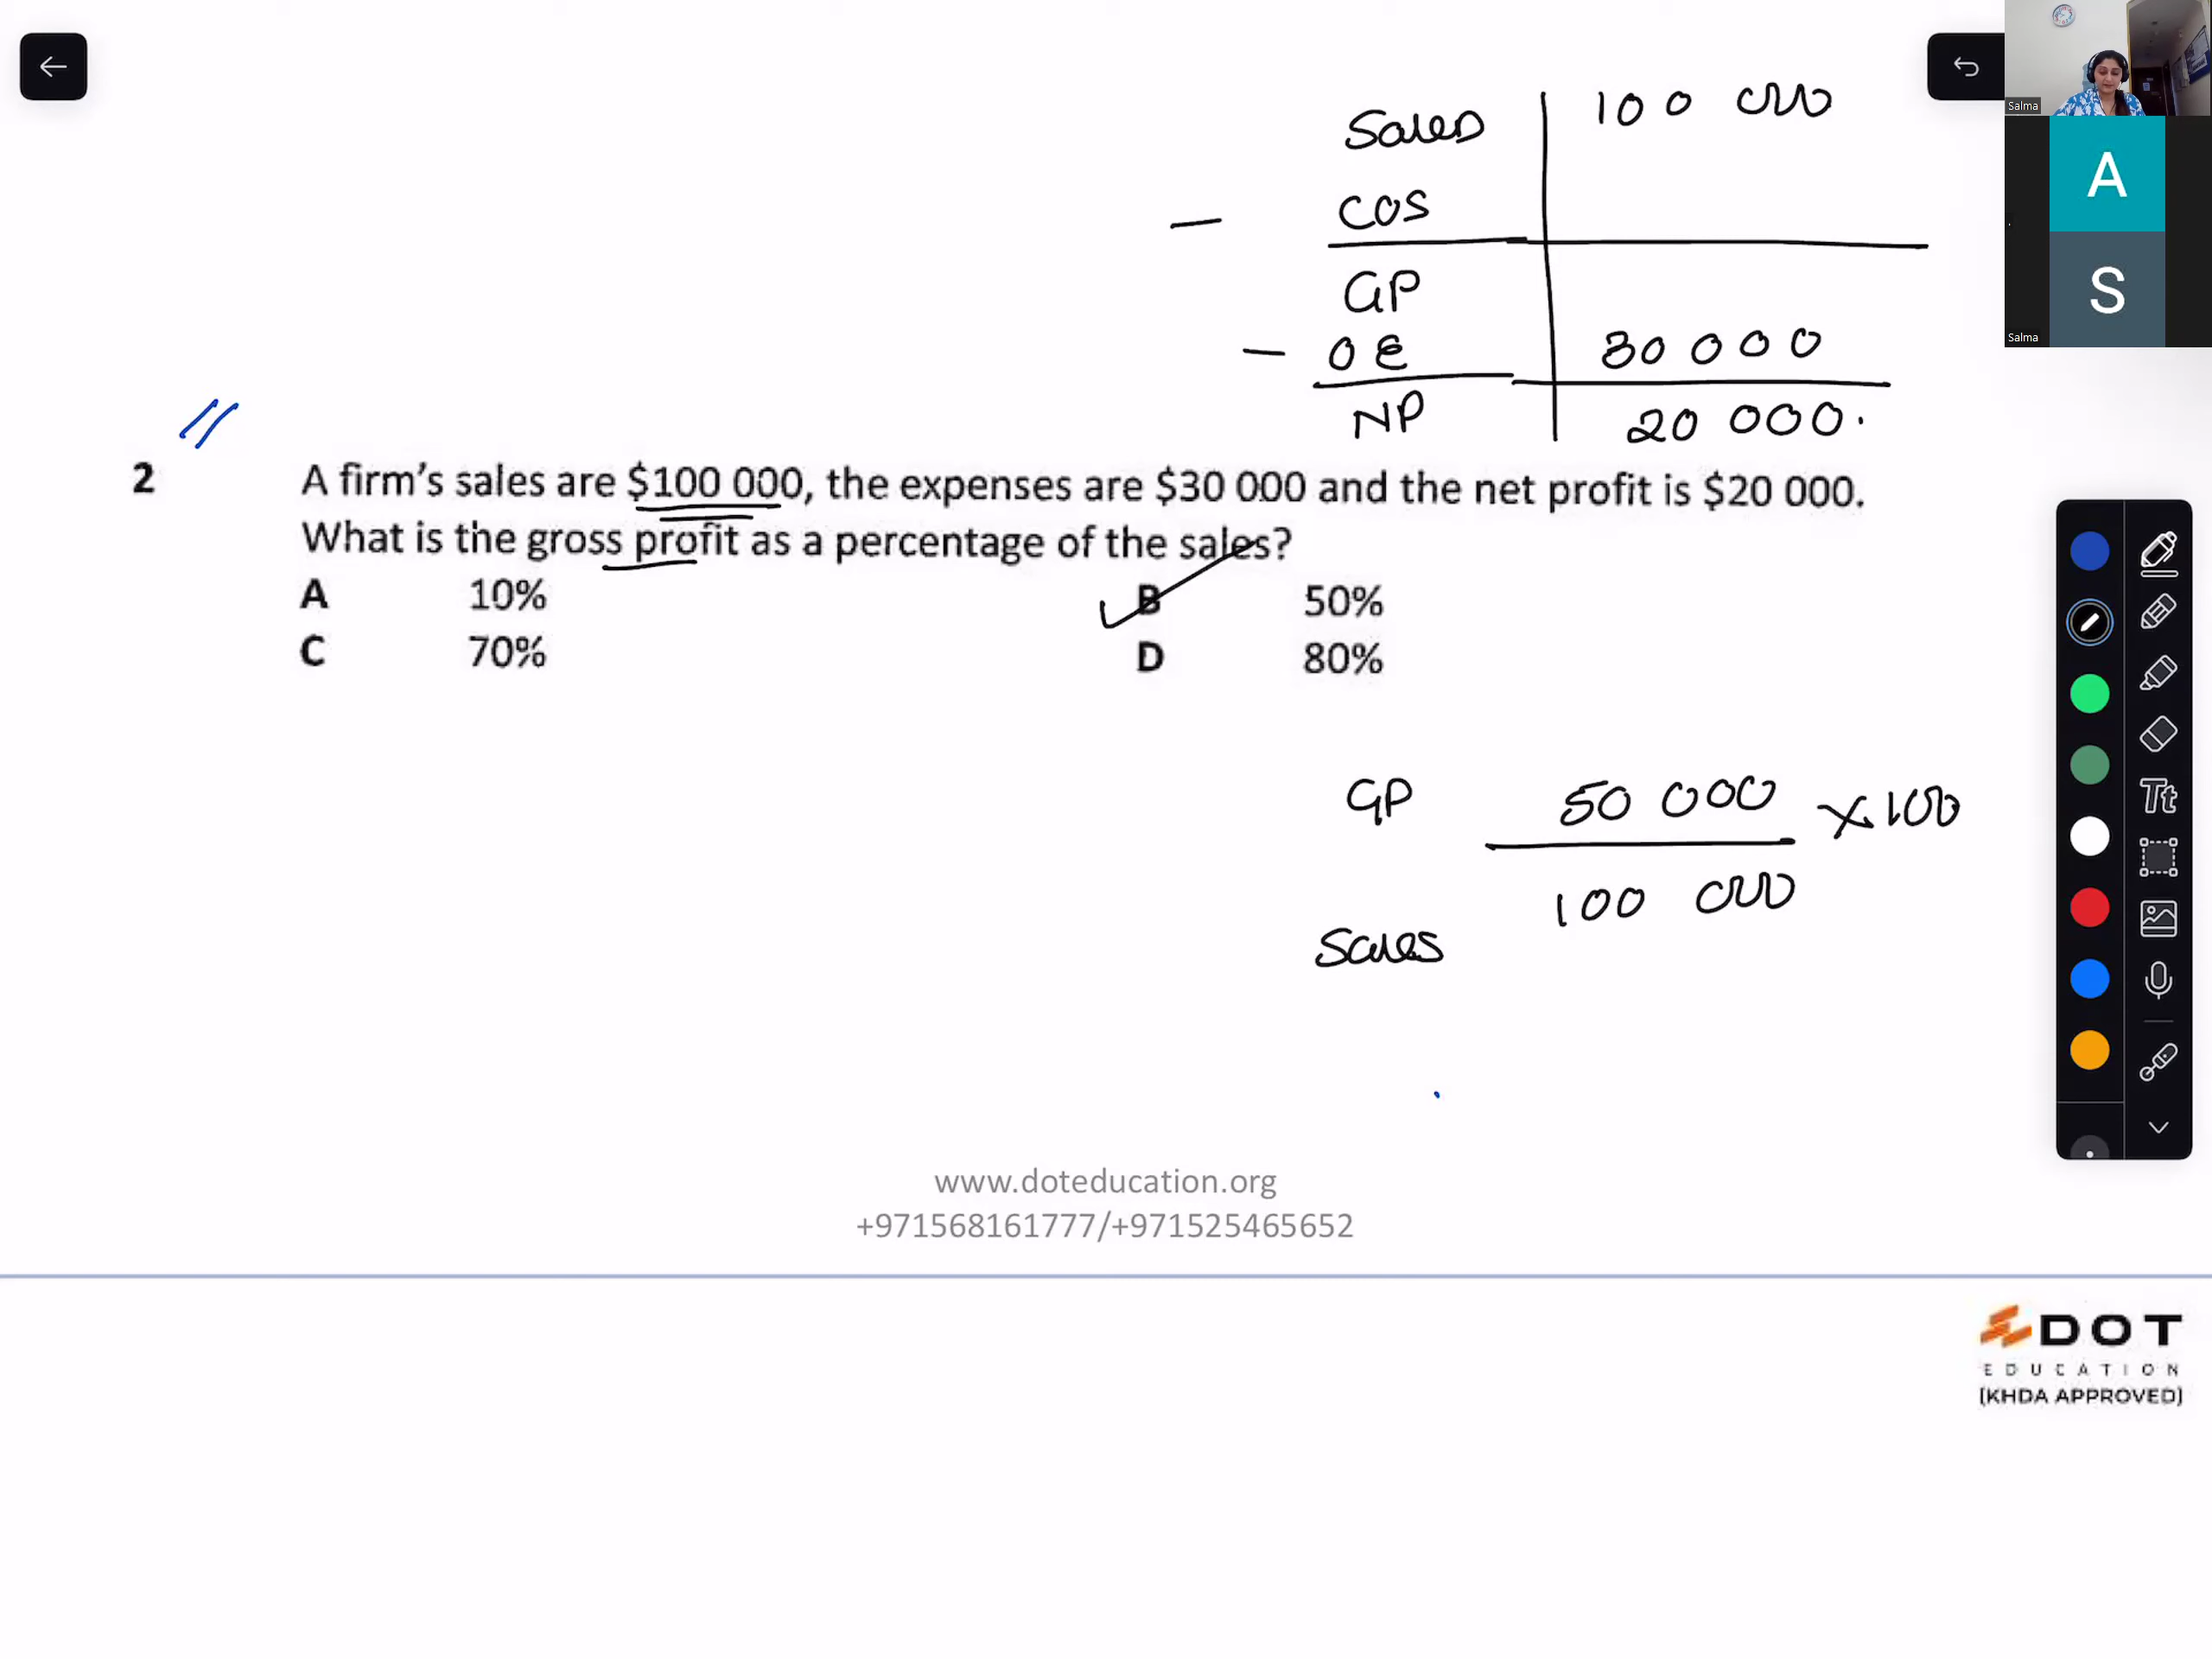 Sales 100 000
Salma
— COS
GP
— OE 30 000
NP 20 000.
A
S
Salma
2 A firm's sales are $100 000, the expenses are $30 000 and the net profit is $20 000.
What is the gross profit as a percentage of the sales?
A 10% B 50%
C 70% D 80%
GP 50 000 × 100
100 000
Sales
Tt
www.doteducation.org
+971568161777/+971525465652
DOT
EDUCATION
(KHDA APPROVED)